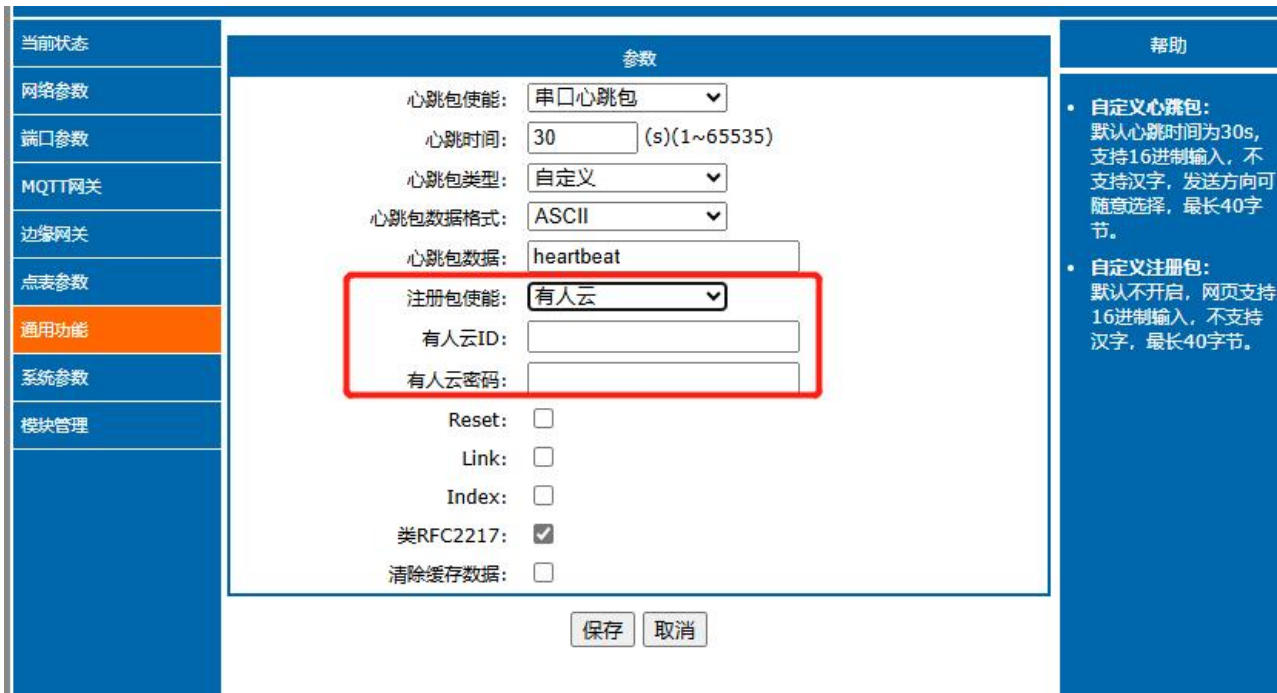 当前状态
网络参数
端口参数
MQTT网关
边缘网关
点表参数
通用功能
系统参数
模块管理
参数
心跳包使能: 串口心跳包
心跳时间: 30 (s)(1~65535)
心跳包类型: 自定义
心跳包数据格式: ASCII
心跳包数据: heartbeat
注册包使能: 有人云
有人云ID:
有人云密码:
Reset:
Link:
Index:
类RFC2217:
清除缓存数据:
保存 取消
帮助
• 自定义心跳包:
默认心跳时间为30s,
支持16进制输入，不
支持汉字，发送方向可
随意选择，最长40字
节。
• 自定义注册包:
默认不开启，网页支持
16进制输入，不支持
汉字，最长40字节。